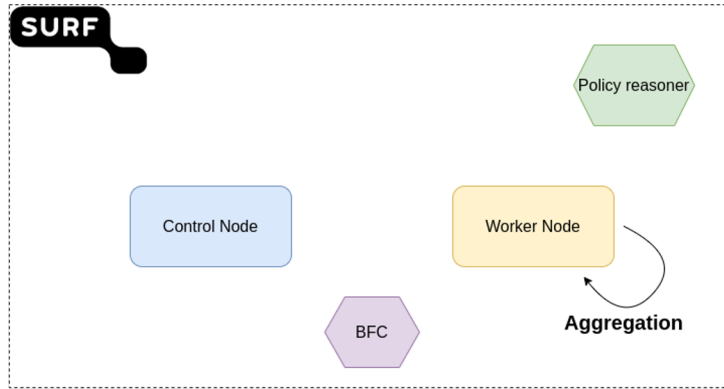 SURF
Policy reasoner
Control Node
Worker Node
Aggregation
BFC